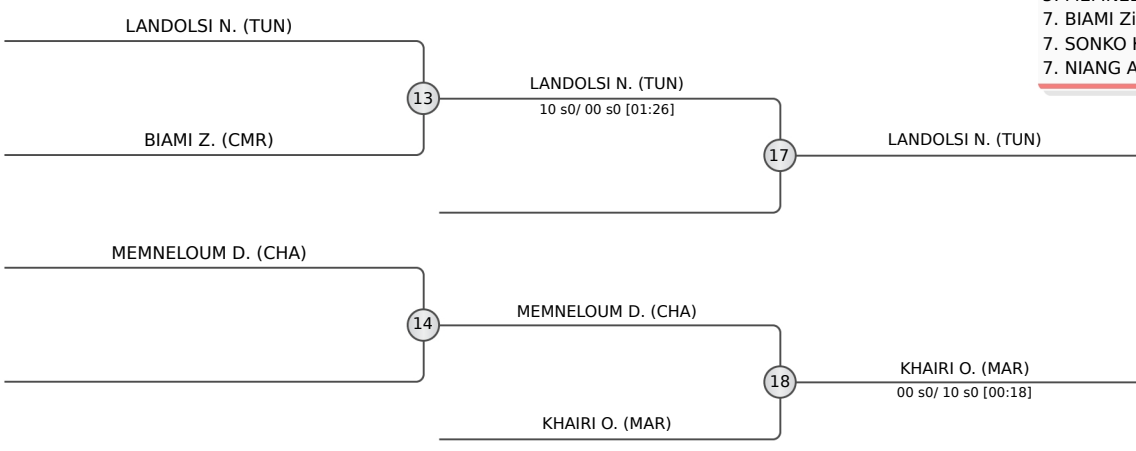 LANDOLSI N. (TUN)
13
BIAMI Z. (CMR)
LANDOLSI N. (TUN)
10 s0/ 00 s0 [01:26]
17
LANDOLSI N. (TUN)
MEMNELOUM D. (CHA)
14
MEMNELOUM D. (CHA)
18
KHAIRI O. (MAR)
KHAIRI O. (MAR)
00 s0/ 10 s0 [00:18]
7. BIAMI Zi
7. SONKO
7. NIANG A